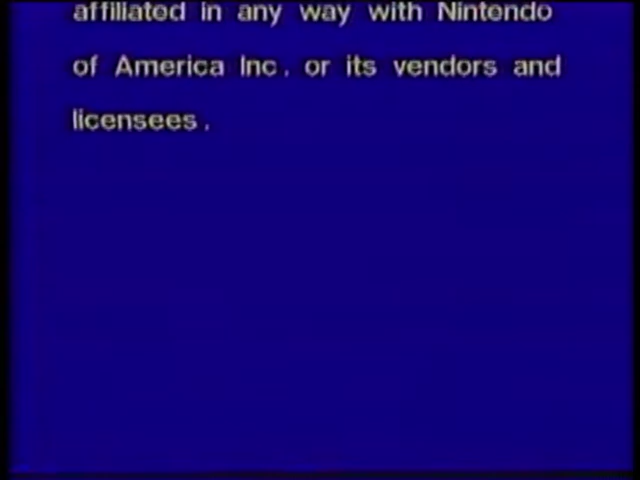 affiliated in any way with Nintendo
of America Inc. or its vendors and
licensees.